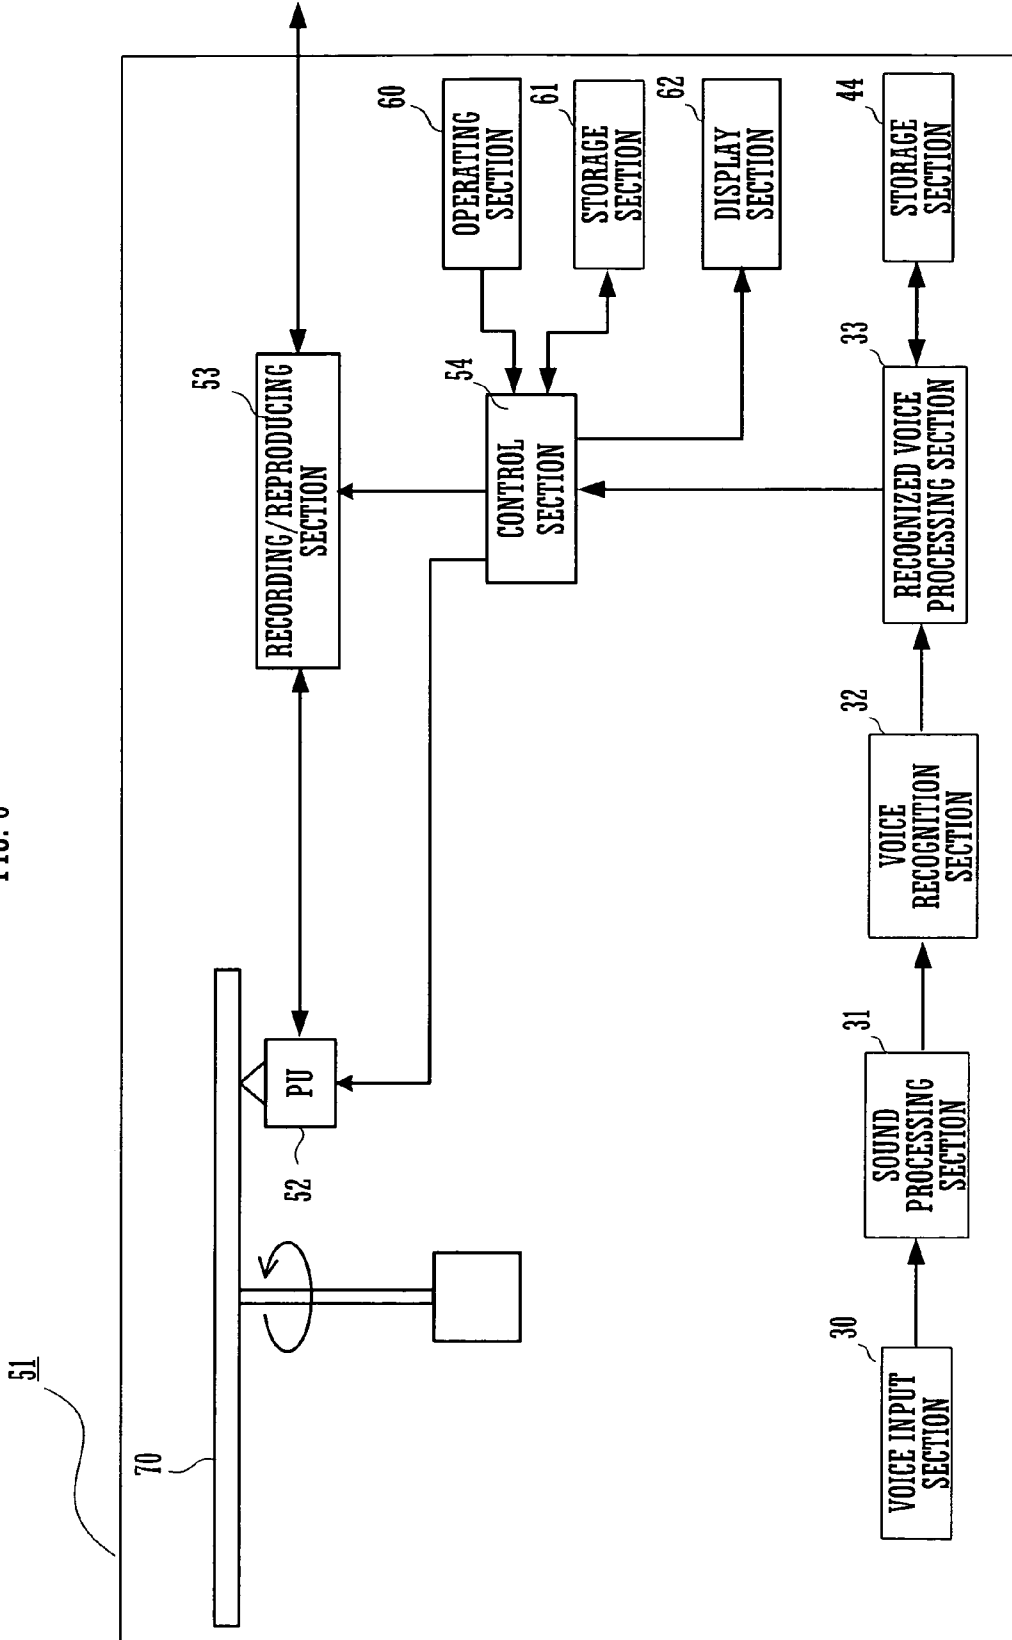 FIG.
51
70
53
RECORDING/REPRODUCING
SECTION
52
PU
60
OPERATING
SECTION
54
CONTROL
SECTION
61
STORAGE
SECTION
62
DISPLAY
SECTION
30
VOICE INPUT
SECTION
31
SOUND
PROCESSING
SECTION
32
VOICE
RECOGNITION
SECTION
33
RECOGNIZED VOICE
PROCESSING SECTION
44
STORAGE
SECTION